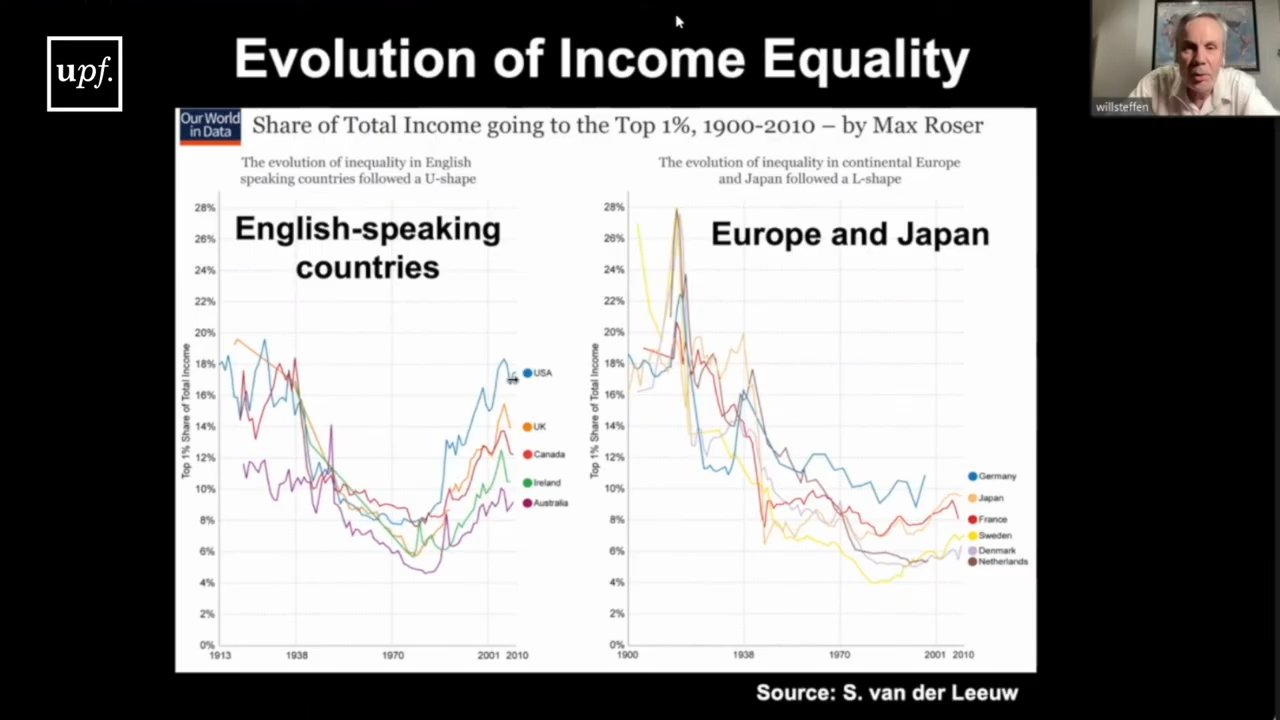 upf.
Evolution of Income Equality
willsteffen
Our World
in Data
Share of Total Income going to the Top 1%, 1900-2010 – by Max Roser
The evolution of inequality in English
speaking countries followed a U-shape
English-speaking
countries
Top 1% Share of Total Income
28%
26%
24%
22%
20%
18%
16%
14%
12%
10%
8%
6%
4%
2%
0%
1913
1938
1970
2001
2010
USA
UK
Canada
Ireland
Australia
The evolution of inequality in continental Europe
and Japan followed a L-shape
Europe and Japan
Top 1% Share of Total Income
28%
26%
24%
22%
20%
18%
16%
14%
12%
10%
8%
6%
4%
2%
0%
1900
1938
1970
2001
2010
Germany
Japan
France
Sweden
Denmark
Netherlands
Source: S. van der Leeuw